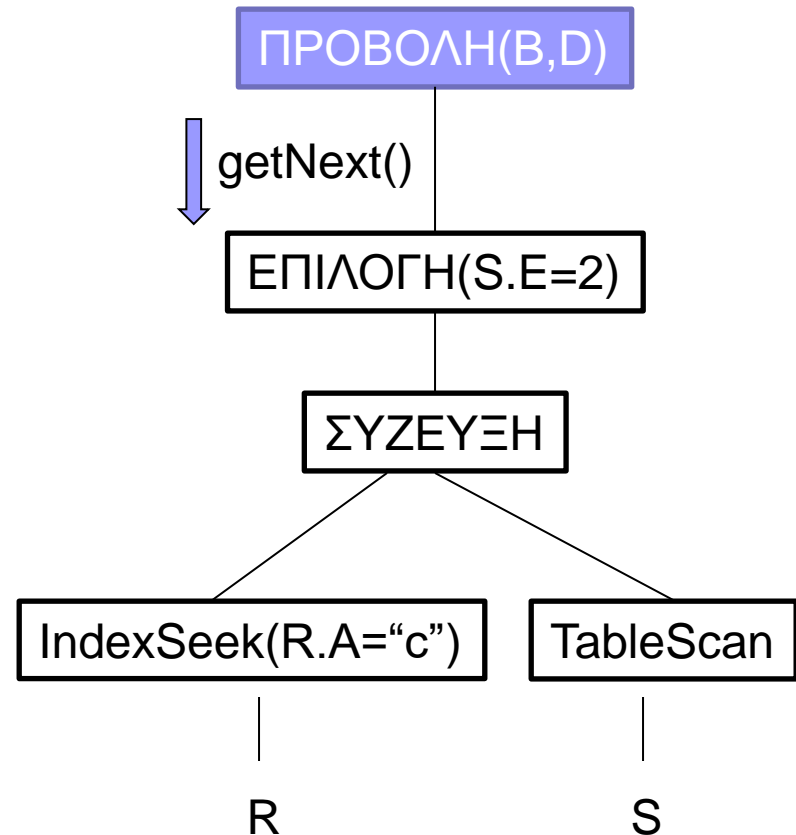 ΠΡΟΒΟΛΗ(B,D)
getNext()
ΕΠΙΛΟΓΗ(S.E=2)
ΣΥΖΕΥΞΗ
IndexSeek(R.A=“c”)
TableScan
R
S